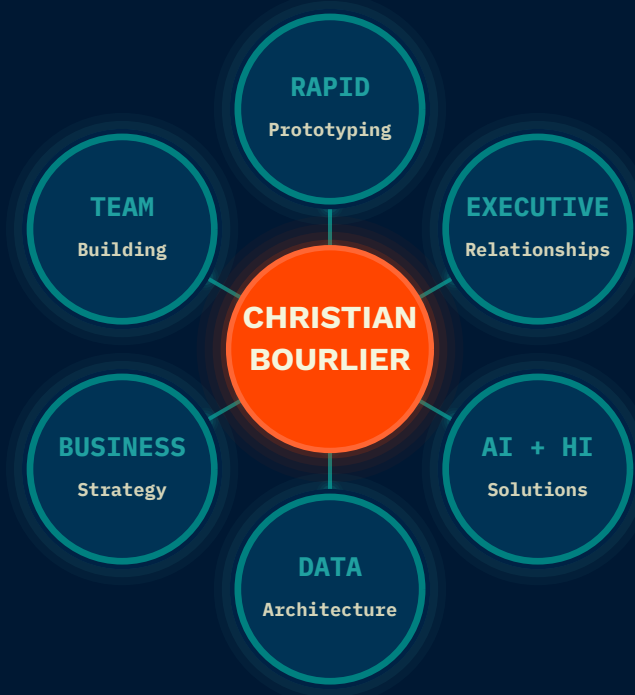 RAPID
Prototyping
TEAM
Building
EXECUTIVE
Relationships
CHRISTIAN
BOURLIER
BUSINESS
Strategy
AI + HI
Solutions
DATA
Architecture